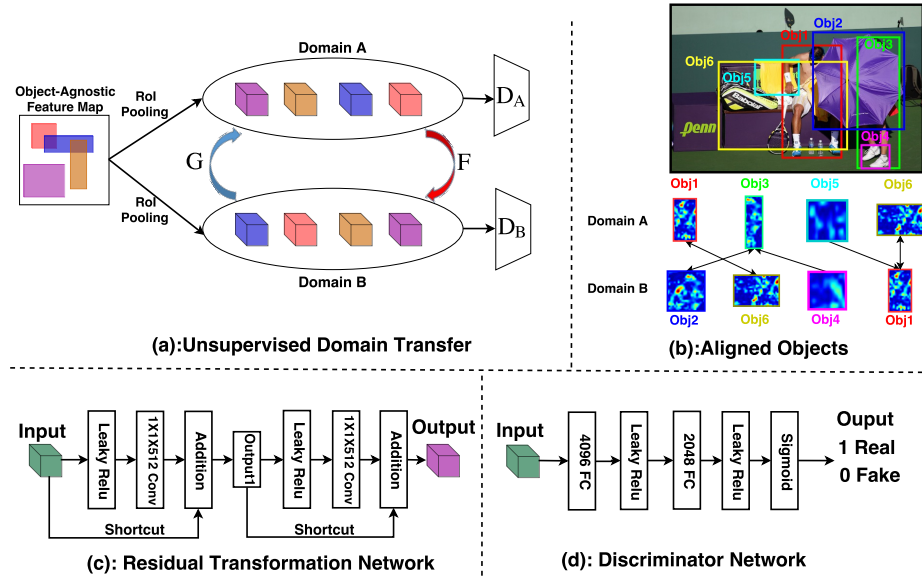 Object-Agnostic
Feature Map
RoI
Pooling
RoI
Pooling
Domain A
D_A
G
F
D_B
Domain B
(a):Unsupervised Domain Transfer
Obj2
Obj1
Obj3
Obj6
Obj5
Penn
Babolat
Obj4
Obj1
Obj3
Obj5
Obj6
Domain A
Domain B
Obj2
Obj6
Obj4
Obj1
(b):Aligned Objects
Input
Leaky Relu
1X1X512 Conv
Addition
Output1
Leaky Relu
1X1X512 Conv
Addition
Output
Shortcut
Shortcut
(c): Residual Transformation Network
Input
4096 FC
Leaky Relu
2048 FC
Leaky Relu
Sigmoid
Ouput
1 Real
0 Fake
(d): Discriminator Network